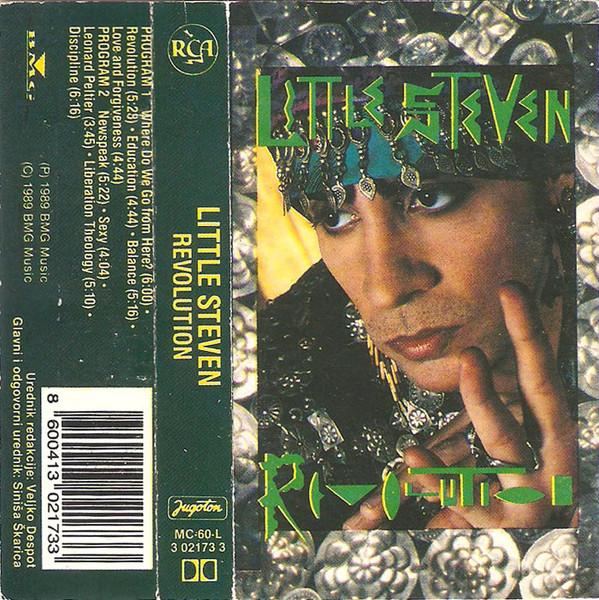 BMG
RCA
PROGRAM 1 Where Do We Go from Here? (6:00) •
Revolution (5:28) • Education (4:44) • Balance (5:16) •
Love and Forgiveness (4:44)
PROGRAM 2 Newspeak (5:22) • Sexy (4:04) •
Leonard Peltier (3:45) • Liberation Theology (5:10) •
Discipline (6:16)
(P) 1989 BMG Music
(C) 1989 BMG Music
Urednik redakcije: Veljko Despot
Glavni i odgovorni urednik: Siniša Škarica
8 600413 021733
LITTLE STEVEN
REVOLUTION
Jugoton
MC-60-L
3 02173 3
LITTLE STEVEN
REVOLUTION